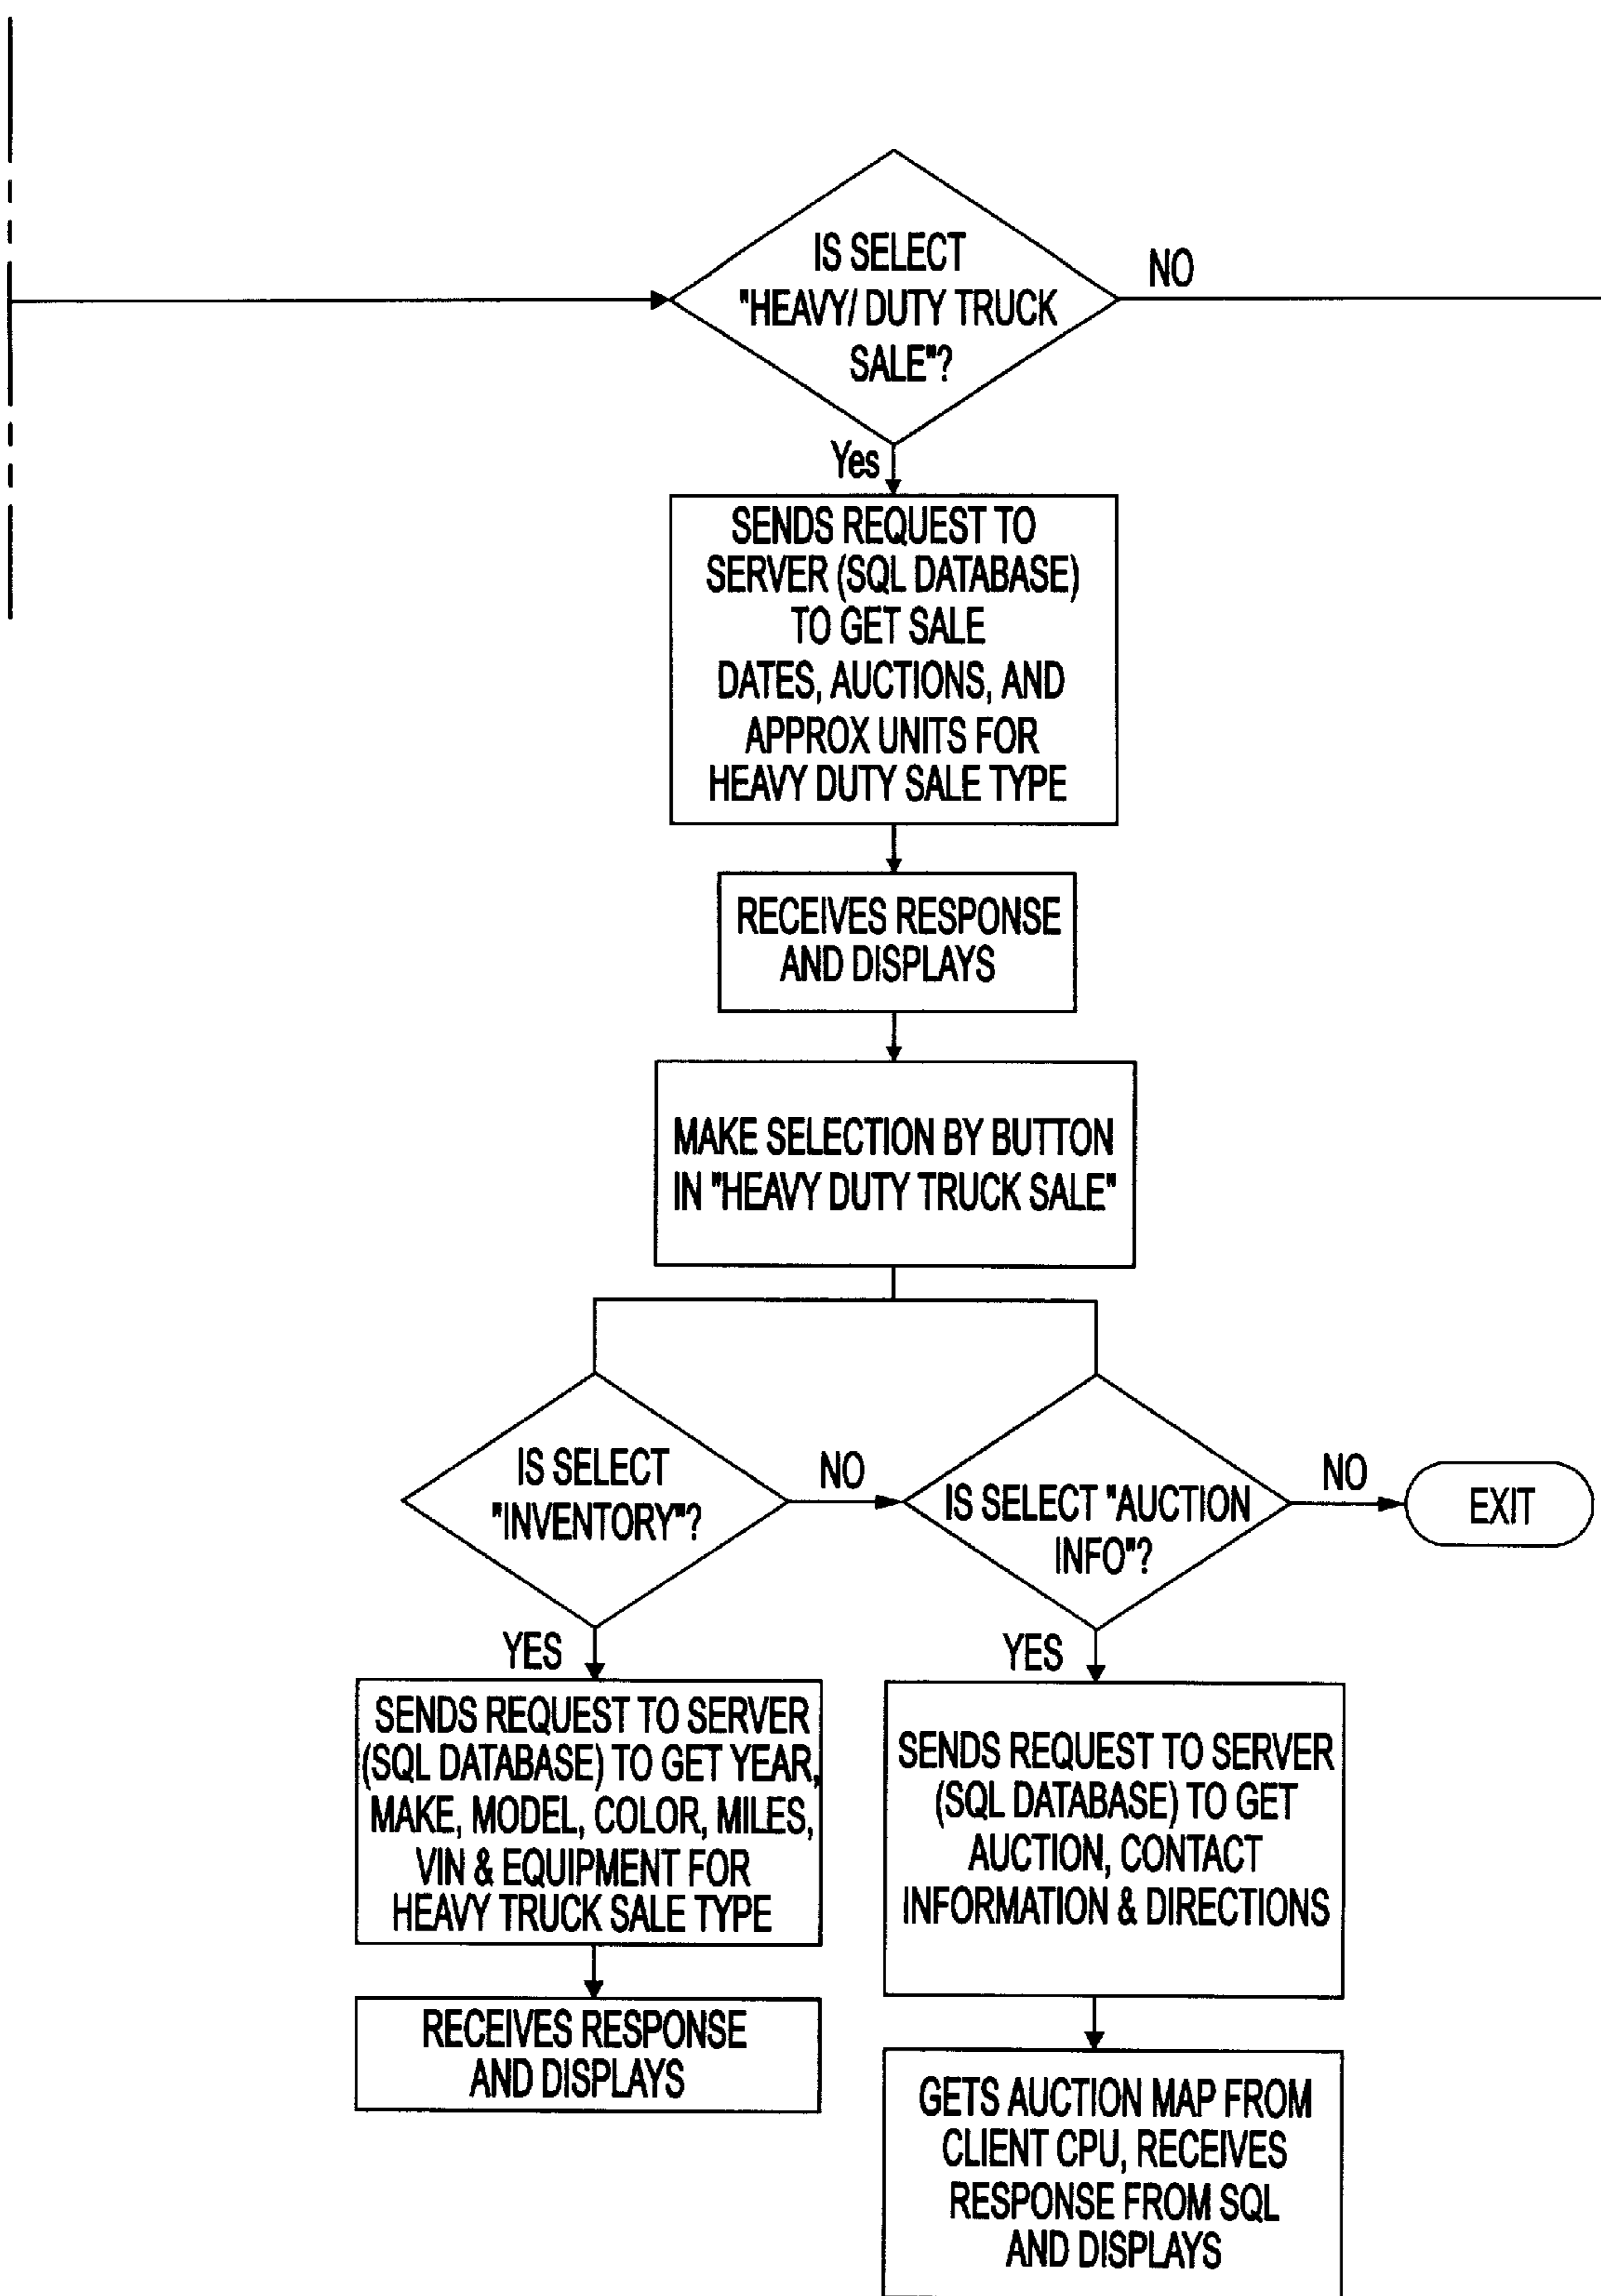 IS SELECT
"HEAVY/ DUTY TRUCK
SALE"?
NO
Yes
SENDS REQUEST TO
SERVER (SQL DATABASE)
TO GET SALE
DATES, AUCTIONS, AND
APPROX UNITS FOR
HEAVY DUTY SALE TYPE
RECEIVES RESPONSE
AND DISPLAYS
MAKE SELECTION BY BUTTON
IN "HEAVY DUTY TRUCK SALE"
IS SELECT
"INVENTORY"?
NO
IS SELECT "AUCTION
INFO"?
NO
EXIT
YES
SENDS REQUEST TO SERVER
(SQL DATABASE) TO GET YEAR,
MAKE, MODEL, COLOR, MILES,
VIN & EQUIPMENT FOR
HEAVY TRUCK SALE TYPE
RECEIVES RESPONSE
AND DISPLAYS
YES
SENDS REQUEST TO SERVER
(SQL DATABASE) TO GET
AUCTION, CONTACT
INFORMATION & DIRECTIONS
GETS AUCTION MAP FROM
CLIENT CPU, RECEIVES
RESPONSE FROM SQL
AND DISPLAYS